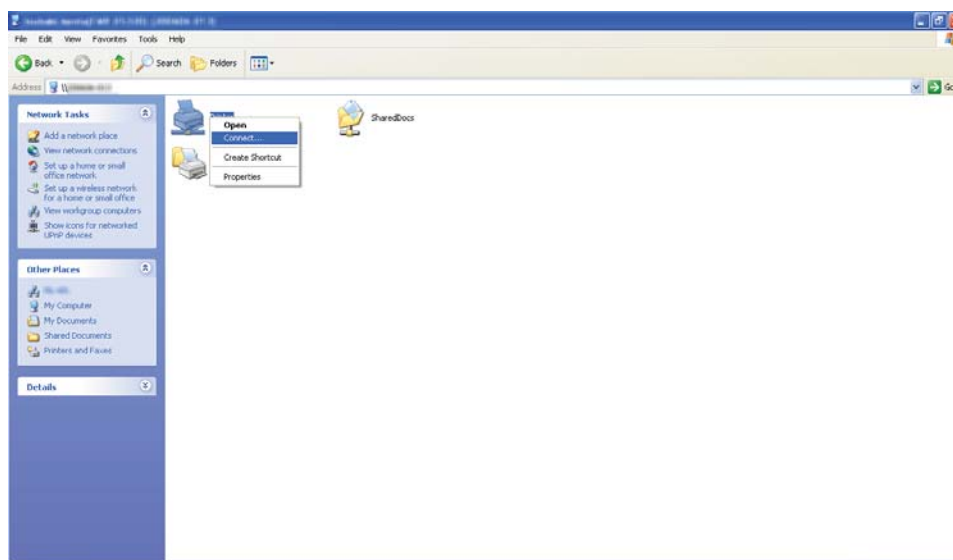 File Edit View Favorites Tools Help
Back Search Folders
Address \\
Go
Network Tasks
Add a network place
View network connections
Set up a home or small
office network
Set up a wireless network
for a home or small office
View workgroup computers
Show icons for networked
UPnP devices
Other Places
My Computer
My Documents
Shared Documents
Printers and Faxes
Details
Open
Connect...
Create Shortcut
Properties
SharedDocs